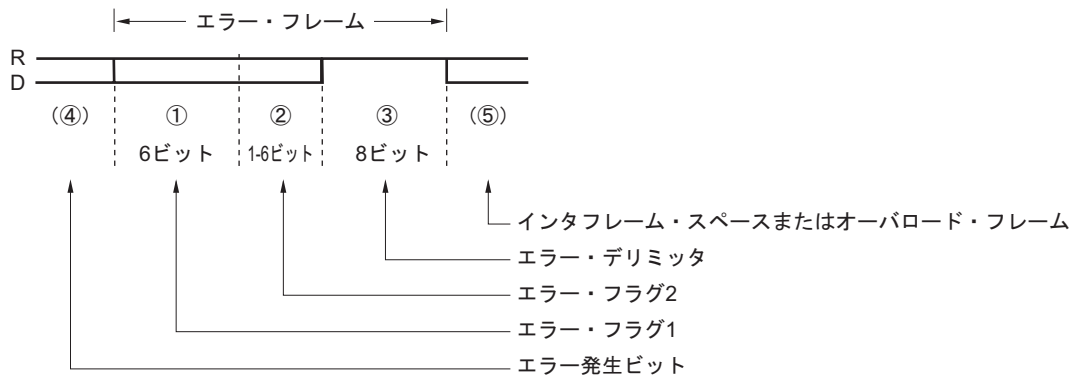 エラー・フレーム
R
D
(④) ① ② ③ (⑤)
6ビット 1-6ビット 8ビット
インタフレーム・スペースまたはオーバロード・フレーム
エラー・デリミッタ
エラー・フラグ2
エラー・フラグ1
エラー発生ビット